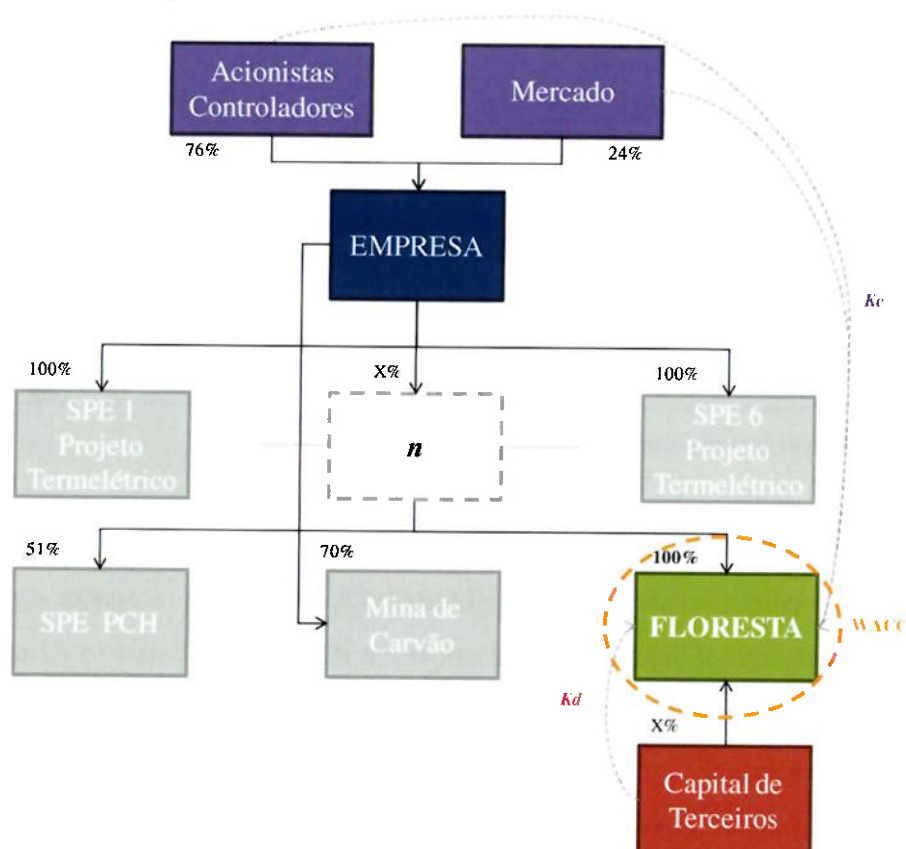 Acionistas
Controladores
Mercado
76%
24%
EMPRESA
Ke
100%
X%
100%
SPE 1
Projeto
Termelétrico
n
SPE 6
Projeto
Termelétrico
51%
70%
100%
SPE PCH
Mina de
Carvão
FLORESTA
WACC
Kd
X%
Capital de
Terceiros